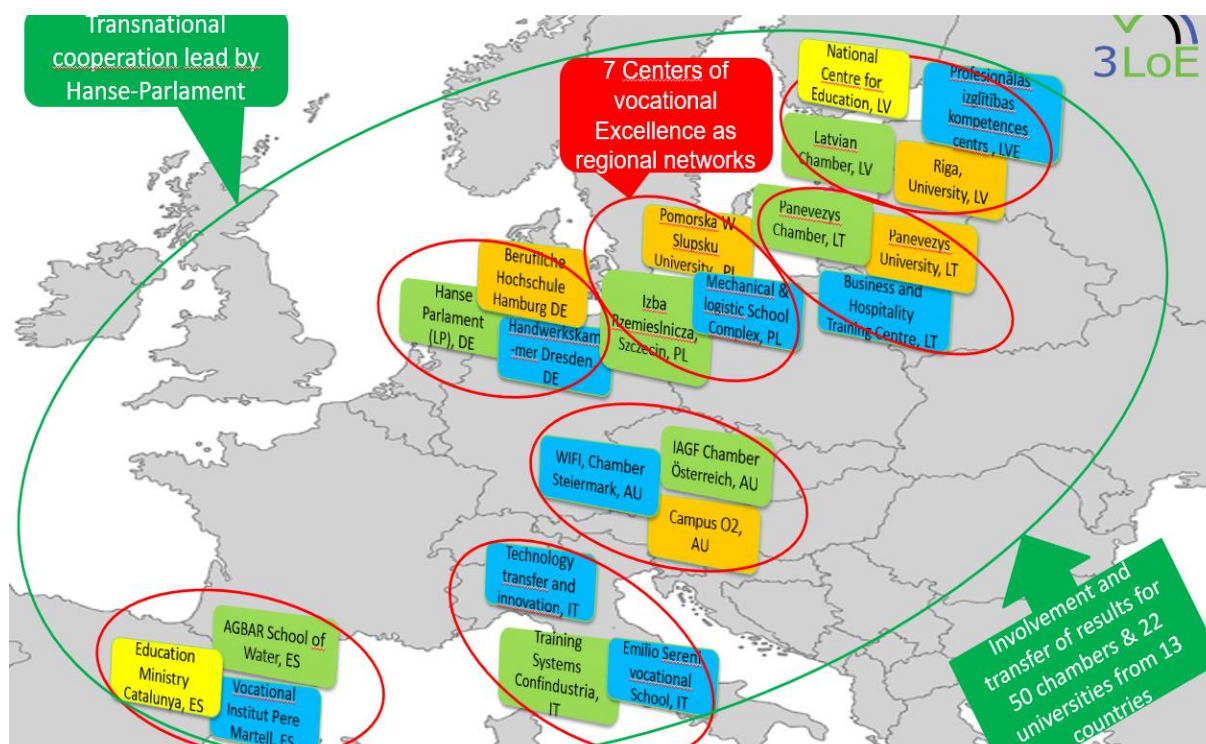 Transnational
cooperation lead by
Hanse-Parlament
7 Centers of
vocational
Excellence as
regional networks
3LoE
National
Centre for
Education, LV
Profesionālas
izglītības
kompetences
centrs , LVE
Latvian
Chamber, LV
Riga,
University, LV
Panevezys
Chamber, LT
Panevezys
University, LT
Business and
Hospitality
Training Centre, LT
Pomorska W
Slupsku
University, PL
Mechanical &
logistic School
Complex, PL
Izba
Rzemieslnicza,
Szczecin, PL
Berufliche
Hochschule
Hamburg DE
Hanse
Parlament
(LP), DE
Handwerkskam
-mer Dresden
DE
WIFI, Chamber
Steiermark, AU
IAGF Chamber
Österreich, AU
Campus O2,
AU
Technology
transfer and
innovation, IT
Training
Systems
Confindustria,
IT
Emilio Sereni
vocational
School, IT
AGBAR School of
Water, ES
Education
Ministry
Catalunya, ES
Vocational
Institut Pere
Martell, ES
Involvement and
transfer of results for
50 chambers & 22
universities from 13
countries